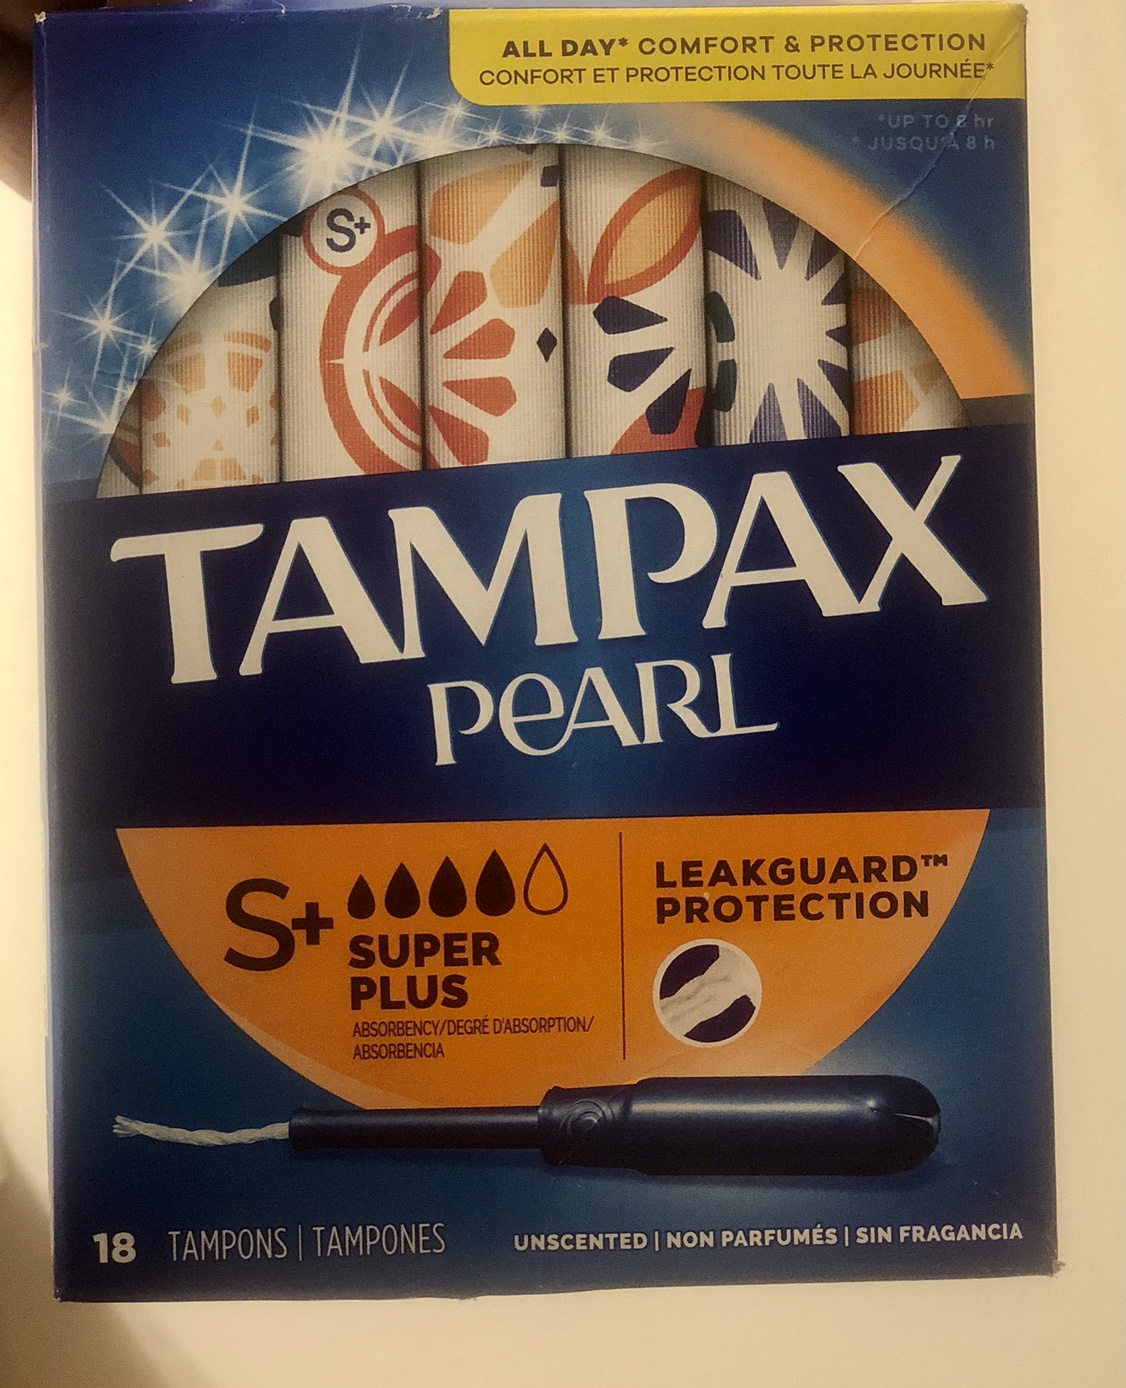 ALL DAY* COMFORT & PROTECTION
CONFORT ET PROTECTION TOUTE LA JOURNÉE*
*UP TO 8 hr
* JUSQU'À 8 h
S+
TAMPAX
PEARL
S+
SUPER
PLUS
ABSORBENCY/DEGRÉ D'ABSORPTION/
ABSORBENCIA
LEAKGUARD™
PROTECTION
18 TAMPONS | TAMPONES
UNSCENTED | NON PARFUMÉS | SIN FRAGANCIA